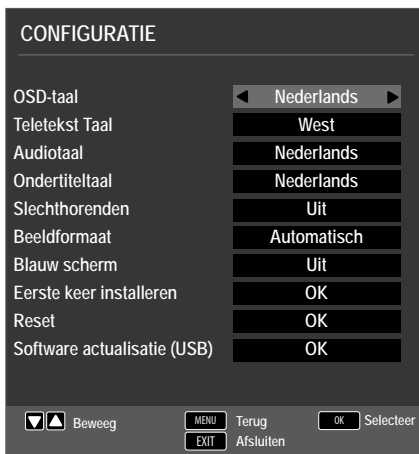 CONFIGURATIE
OSD-taal Nederlands
Teletekst Taal West
Audiotaal Nederlands
Ondertiteltaal Nederlands
Slechthorenden Uit
Beeldformaat Automatisch
Blauw scherm Uit
Eerste keer installeren OK
Reset OK
Software actualisatie (USB) OK
Beweeg MENU Terug OK Selecteer
EXIT Afsluiten